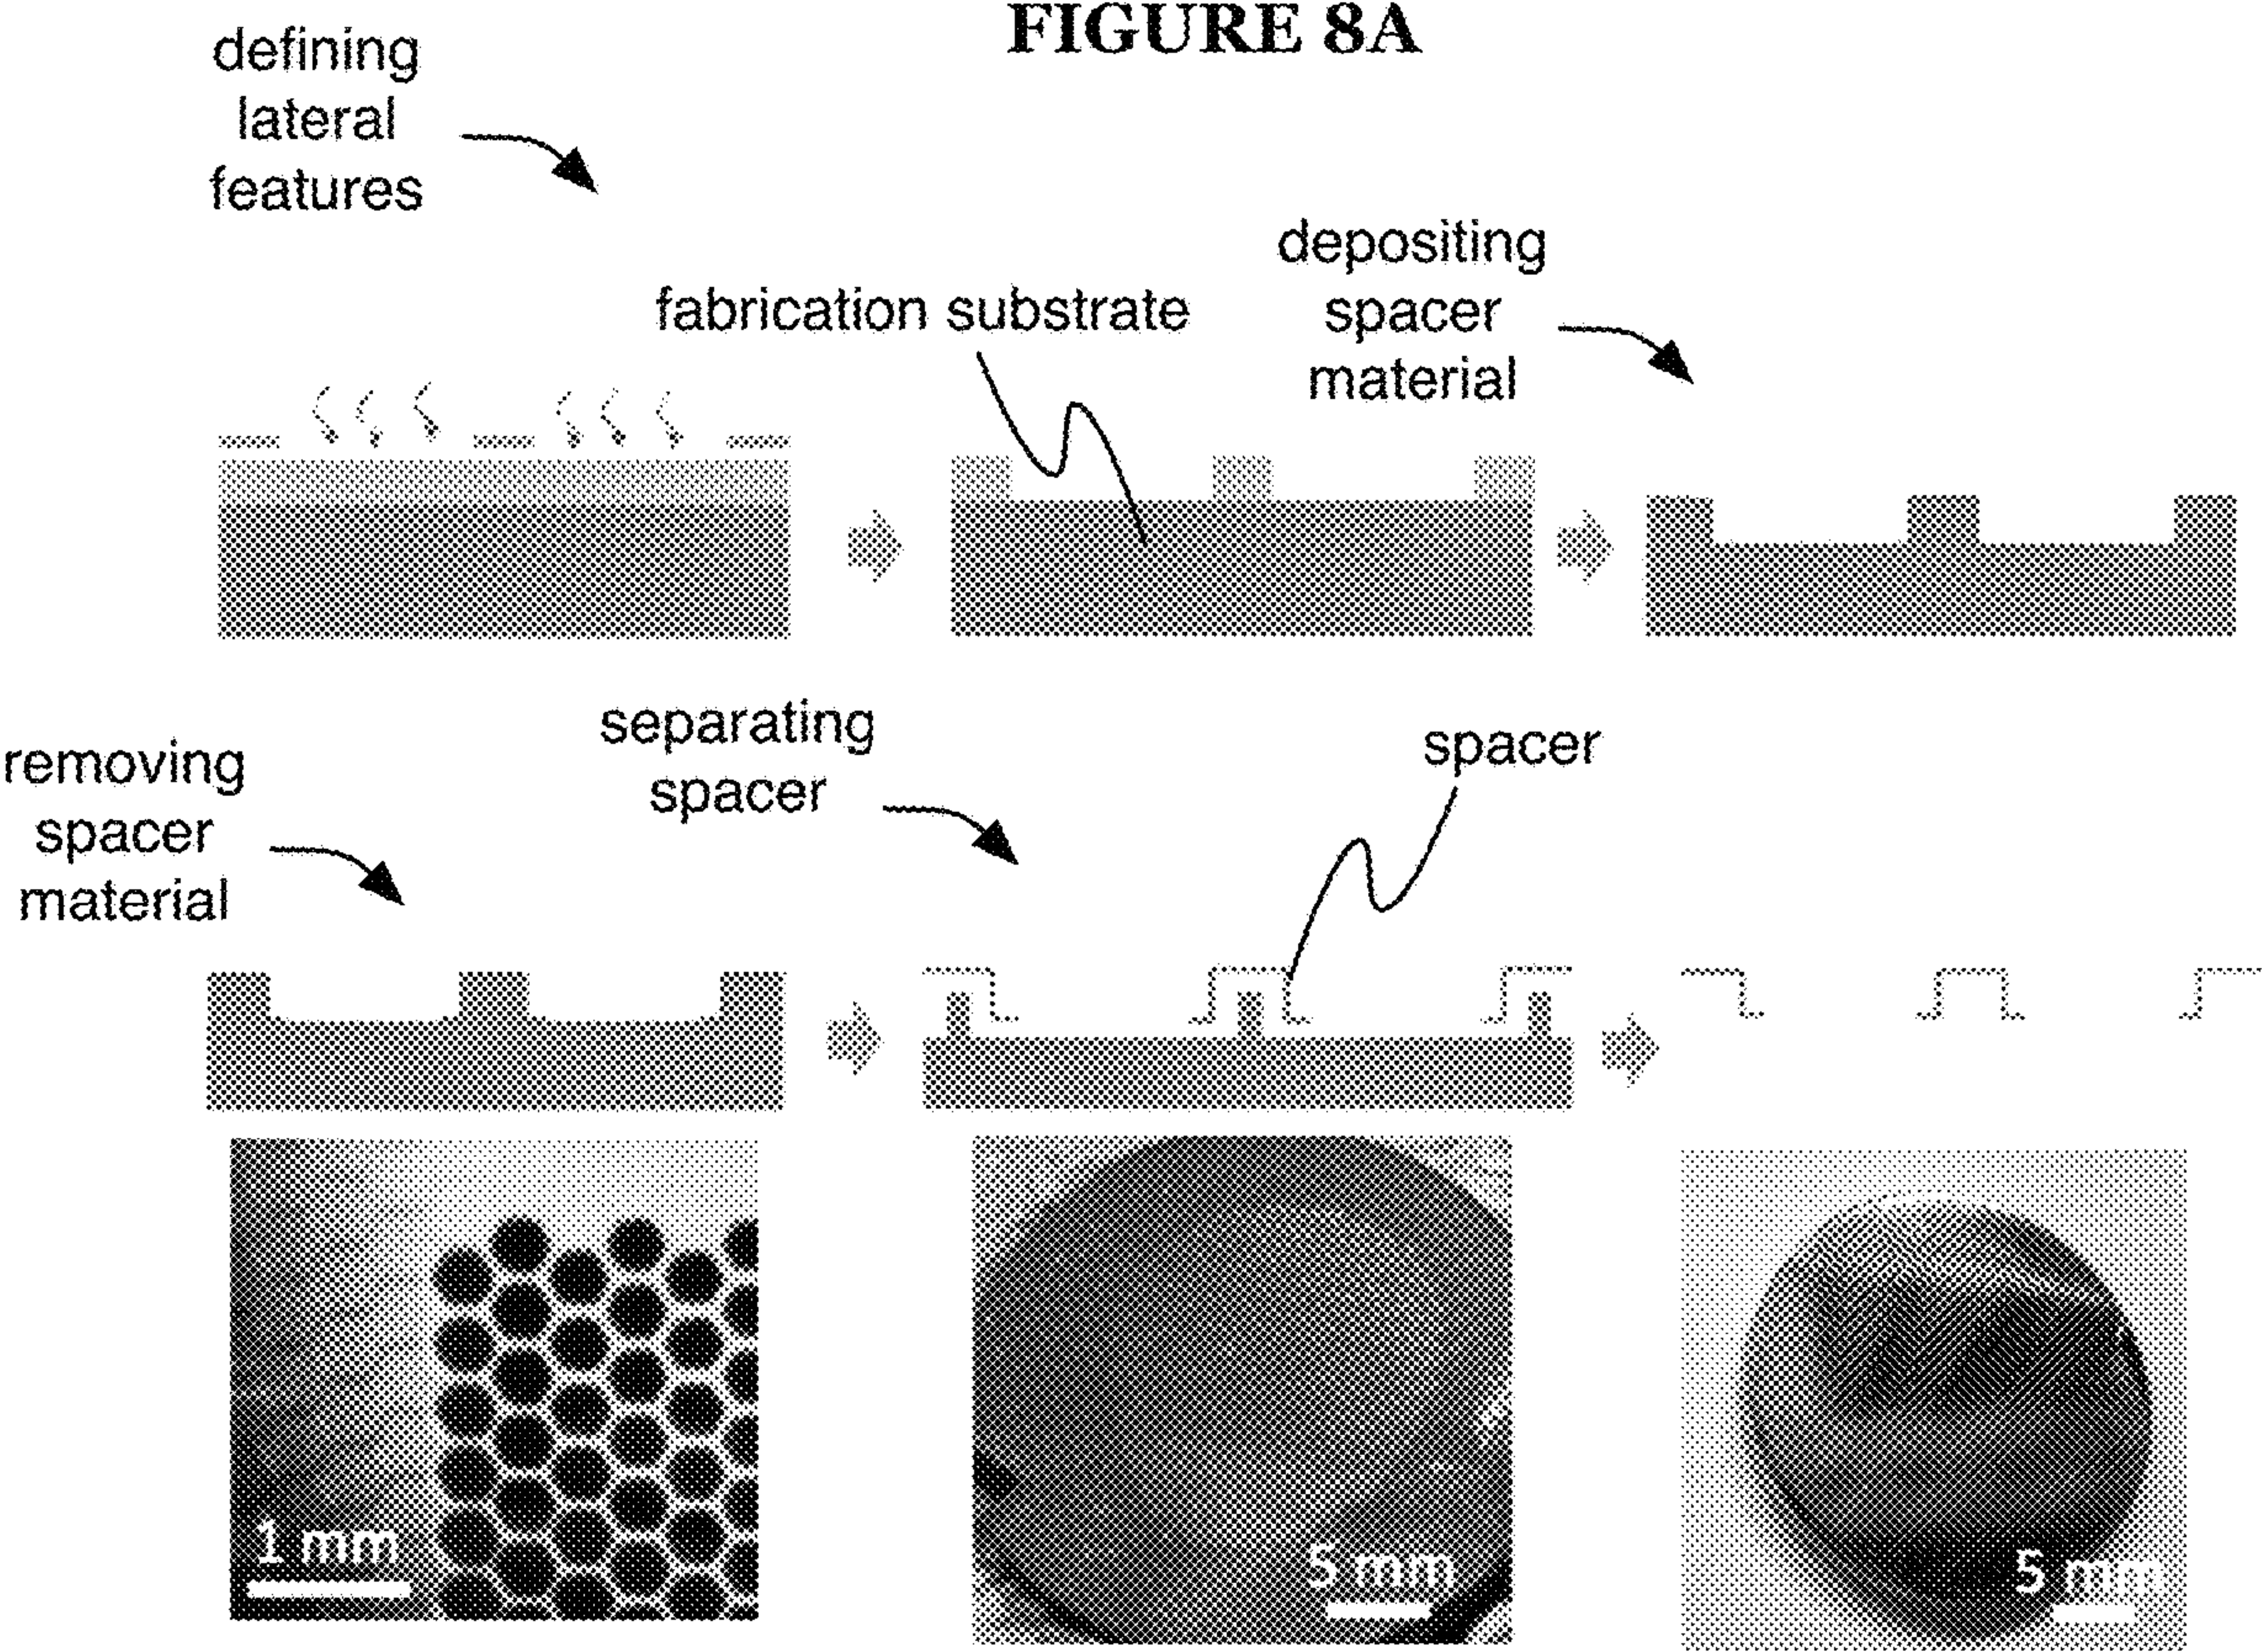 FIGURE 8A
defining
lateral
features
fabrication substrate
depositing
spacer
material
removing
spacer
material
separating
spacer
spacer
1 mm
5 mm
5 mm